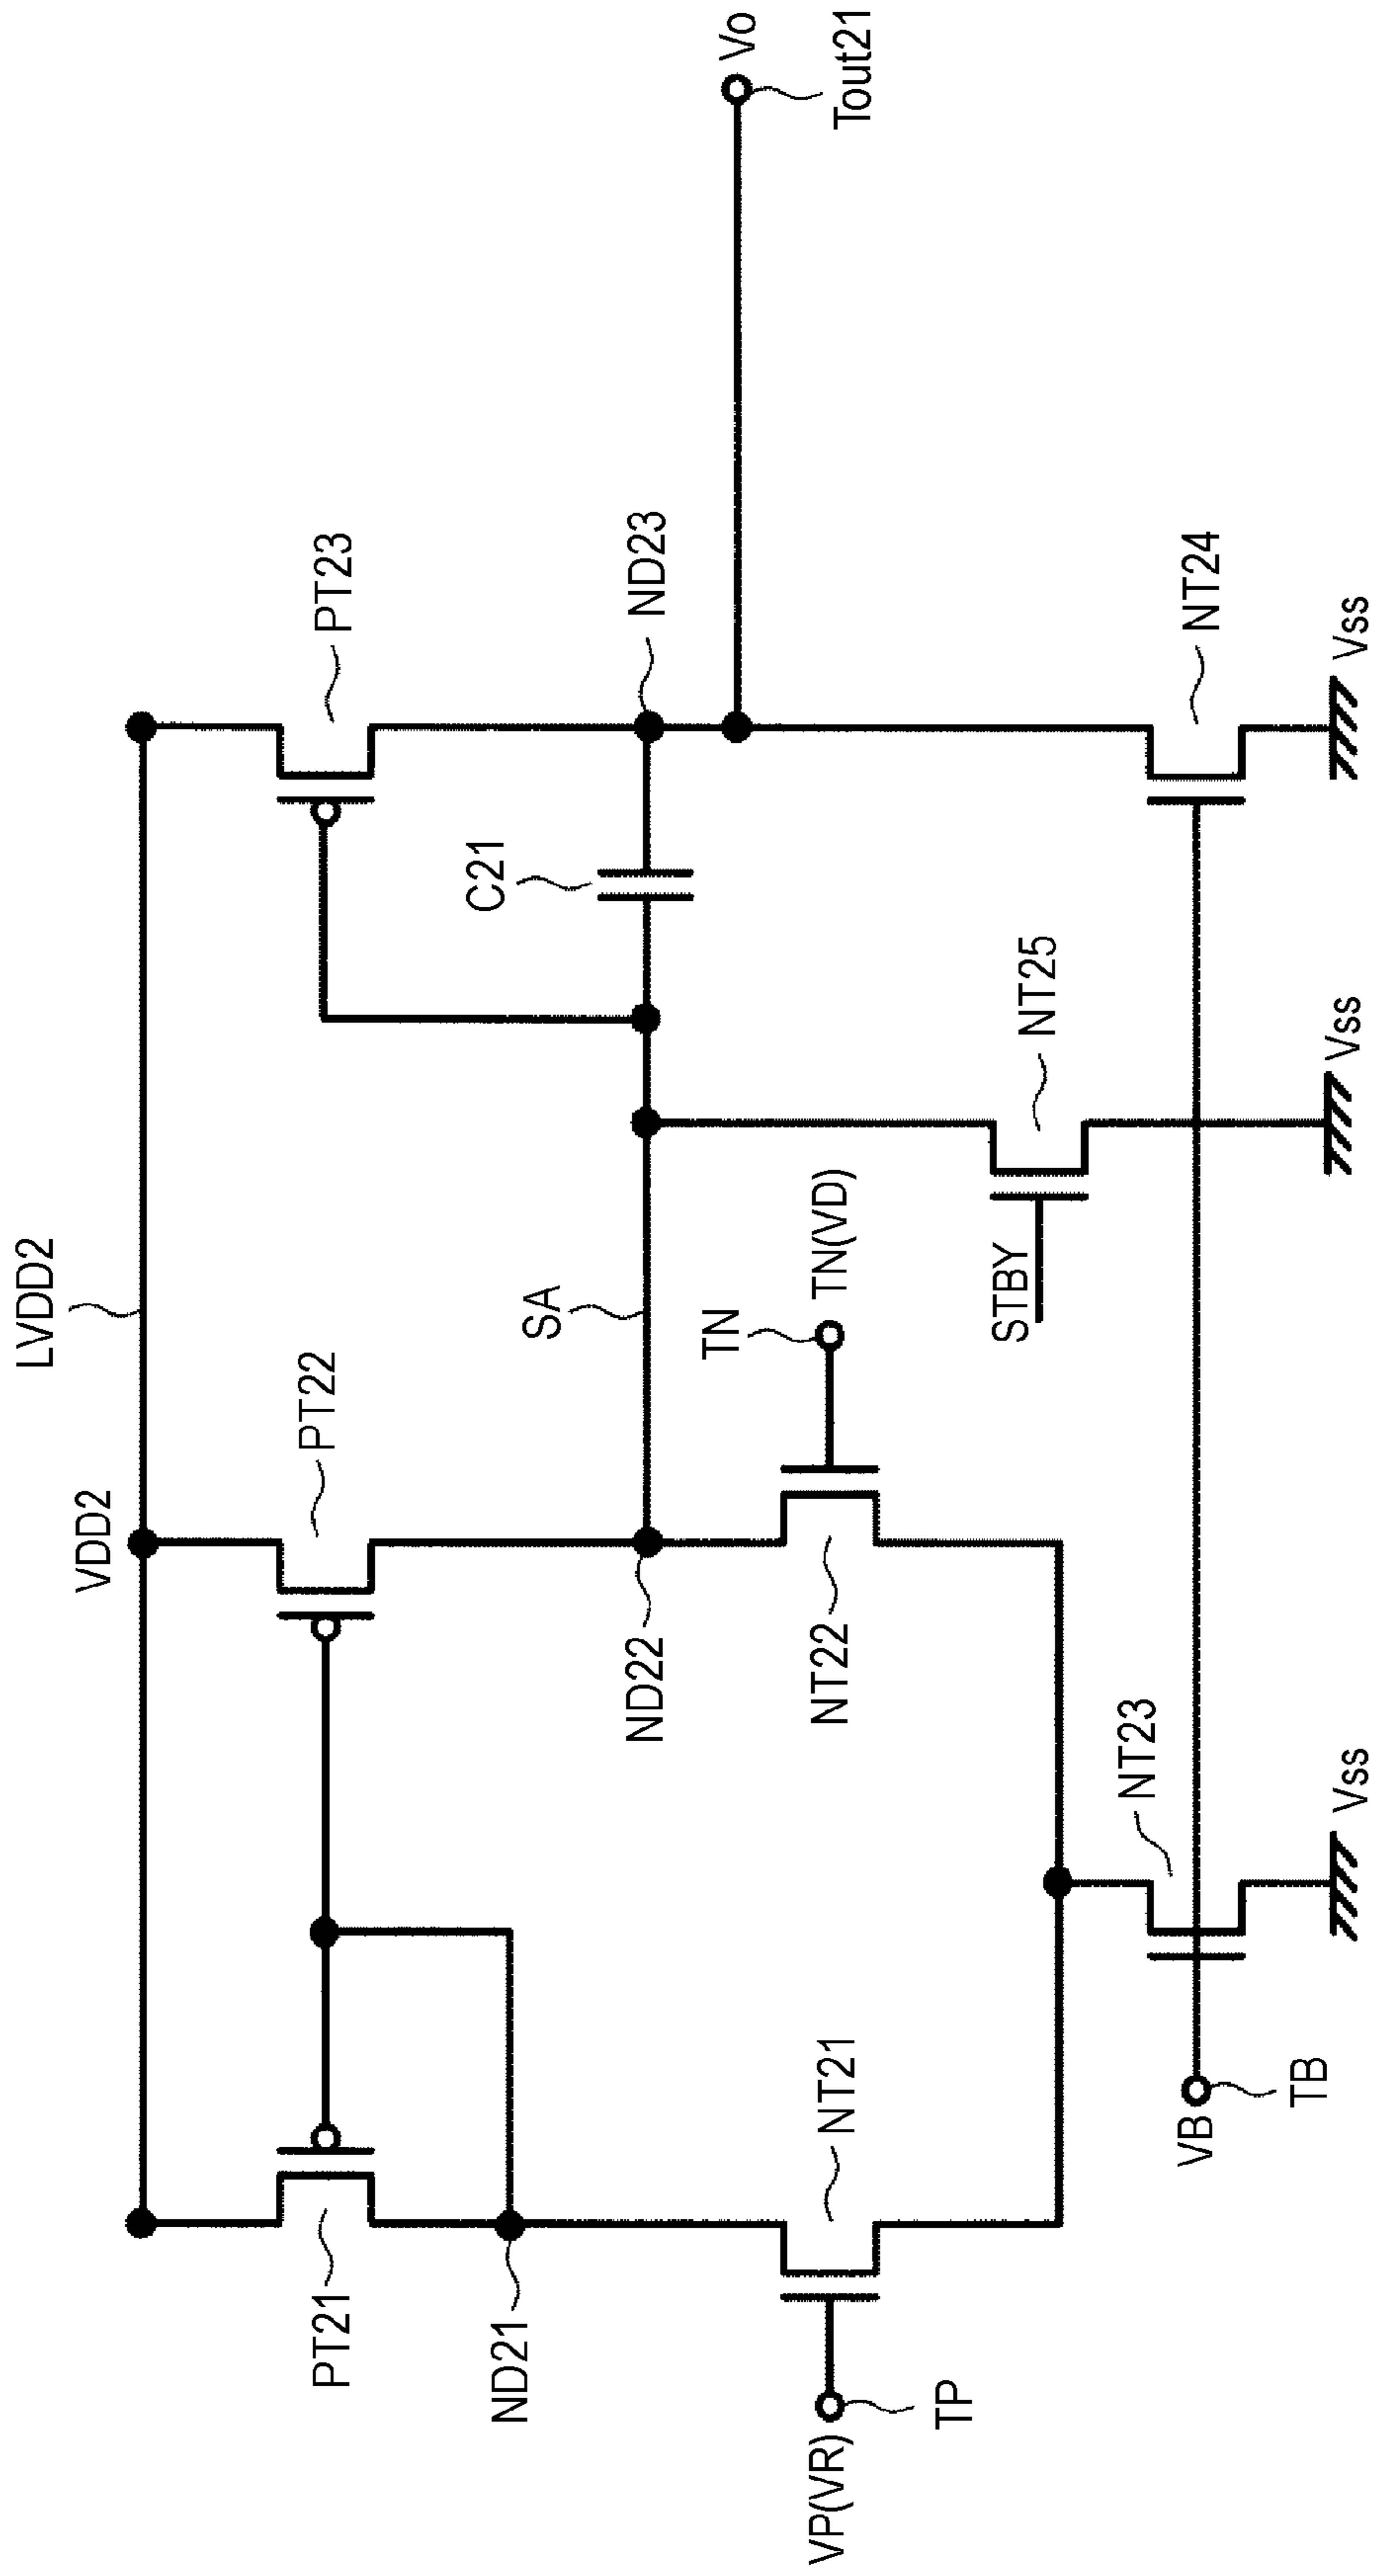 LVDD2
VDD2
PT21
PT22
PT23
ND21
ND22
SA
C21
ND23
Vo
Tout21
VP(VR)
TP
NT21
NT22
TN
TN(VD)
STBY
NT25
NT24
VB
TB
NT23
Vss
Vss
Vss